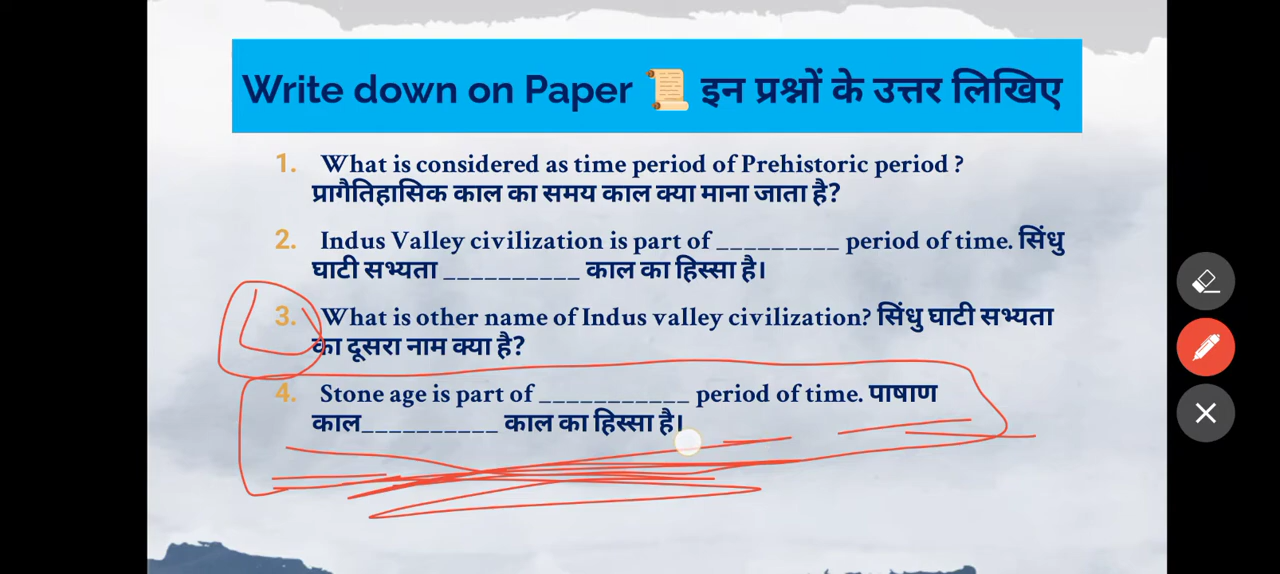 Write down on Paper 📜 इन प्रश्नों के उत्तर लिखिए
1. What is considered as time period of Prehistoric period ?
प्रागैतिहासिक काल का समय काल क्या माना जाता है?
2. Indus Valley civilization is part of _________ period of time. सिंधु
घाटी सभ्यता __________ काल का हिस्सा है।
3. What is other name of Indus valley civilization? सिंधु घाटी सभ्यता
का दूसरा नाम क्या है?
4. Stone age is part of ___________ period of time. पाषाण
काल__________ काल का हिस्सा है।